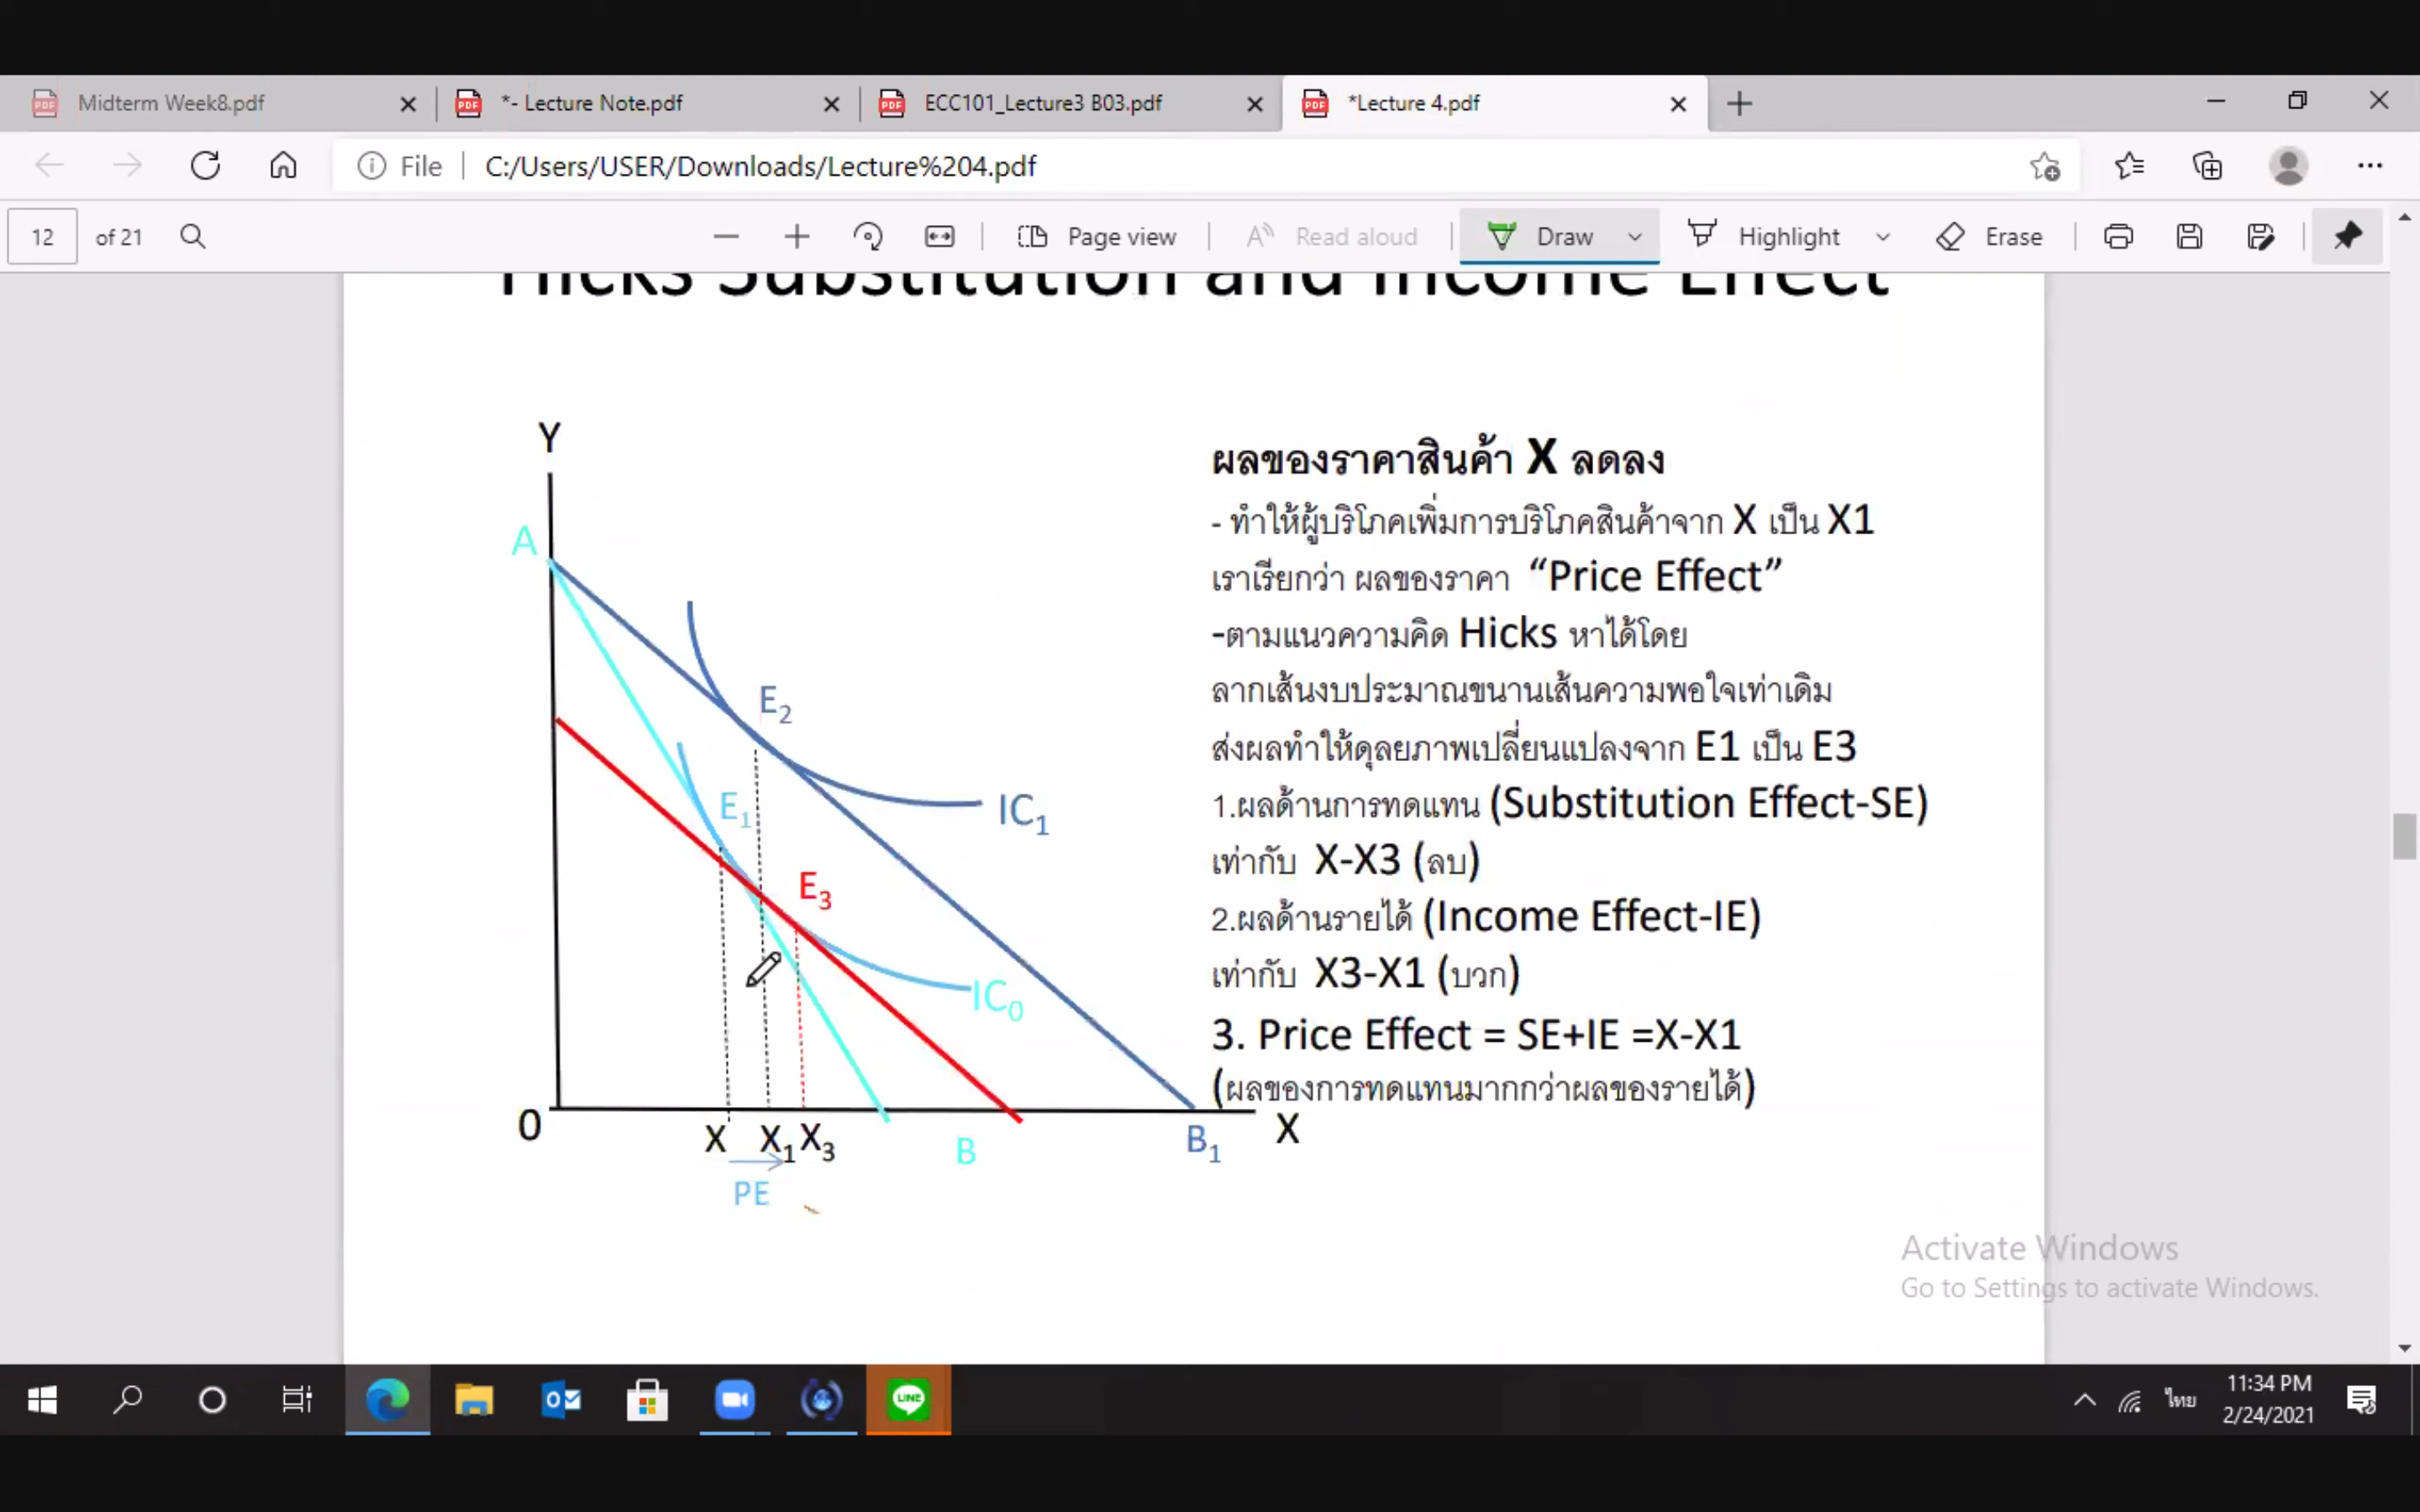 Midterm Week8.pdf
*- Lecture Note.pdf
ECC101_Lecture3 B03.pdf
*Lecture 4.pdf
File
C:/Users/USER/Downloads/Lecture%204.pdf
12
of 21
Page view
Read aloud
Draw
Highlight
Erase
Hicks Substitution and Income Effect
Y
A
E2
E1
IC1
E3
IC0
0
X
X1
X3
B
B1
X
PE
ผลของราคาสินค้า X ลดลง
- ทำให้ผู้บริโภคเพิ่มการบริโภคสินค้าจาก X เป็น X1
เราเรียกว่า ผลของราคา “Price Effect”
-ตามแนวความคิด Hicks หาได้โดย
ลากเส้นงบประมาณขนานเส้นความพอใจเท่าเดิม
ส่งผลทำให้ดุลยภาพเปลี่ยนแปลงจาก E1 เป็น E3
1.ผลด้านการทดแทน (Substitution Effect-SE)
เท่ากับ X-X3 (ลบ)
2.ผลด้านรายได้ (Income Effect-IE)
เท่ากับ X3-X1 (บวก)
3. Price Effect = SE+IE =X-X1
(ผลของการทดแทนมากกว่าผลของรายได้)
Activate Windows
Go to Settings to activate Windows.
LINE
ไทย
11:34 PM
2/24/2021